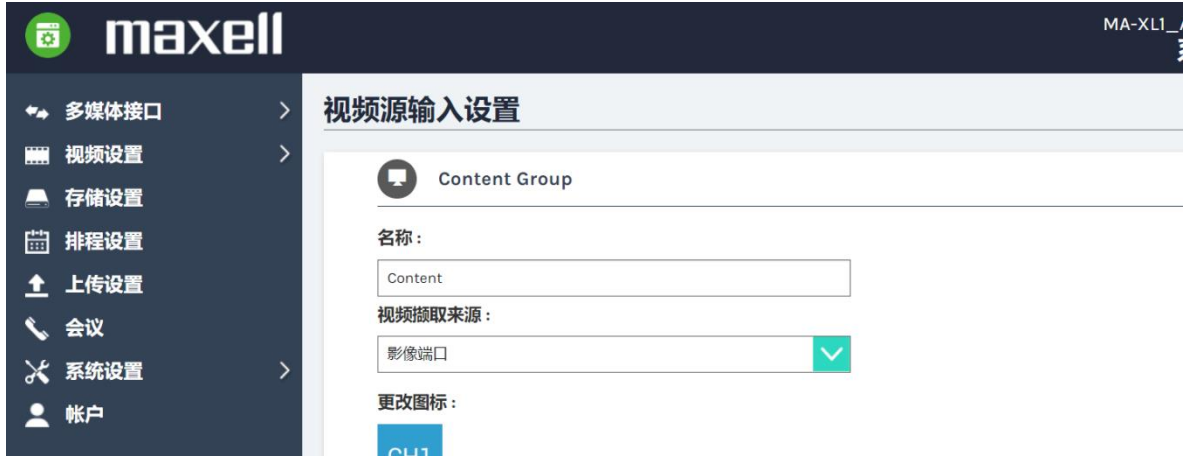 maxell
MA-XL1_
多媒体接口
视频设置
存储设置
排程设置
上传设置
会议
系统设置
帐户
视频源输入设置
Content Group
名称 :
Content
视频撷取来源 :
影像端口
更改图标 :
CH1